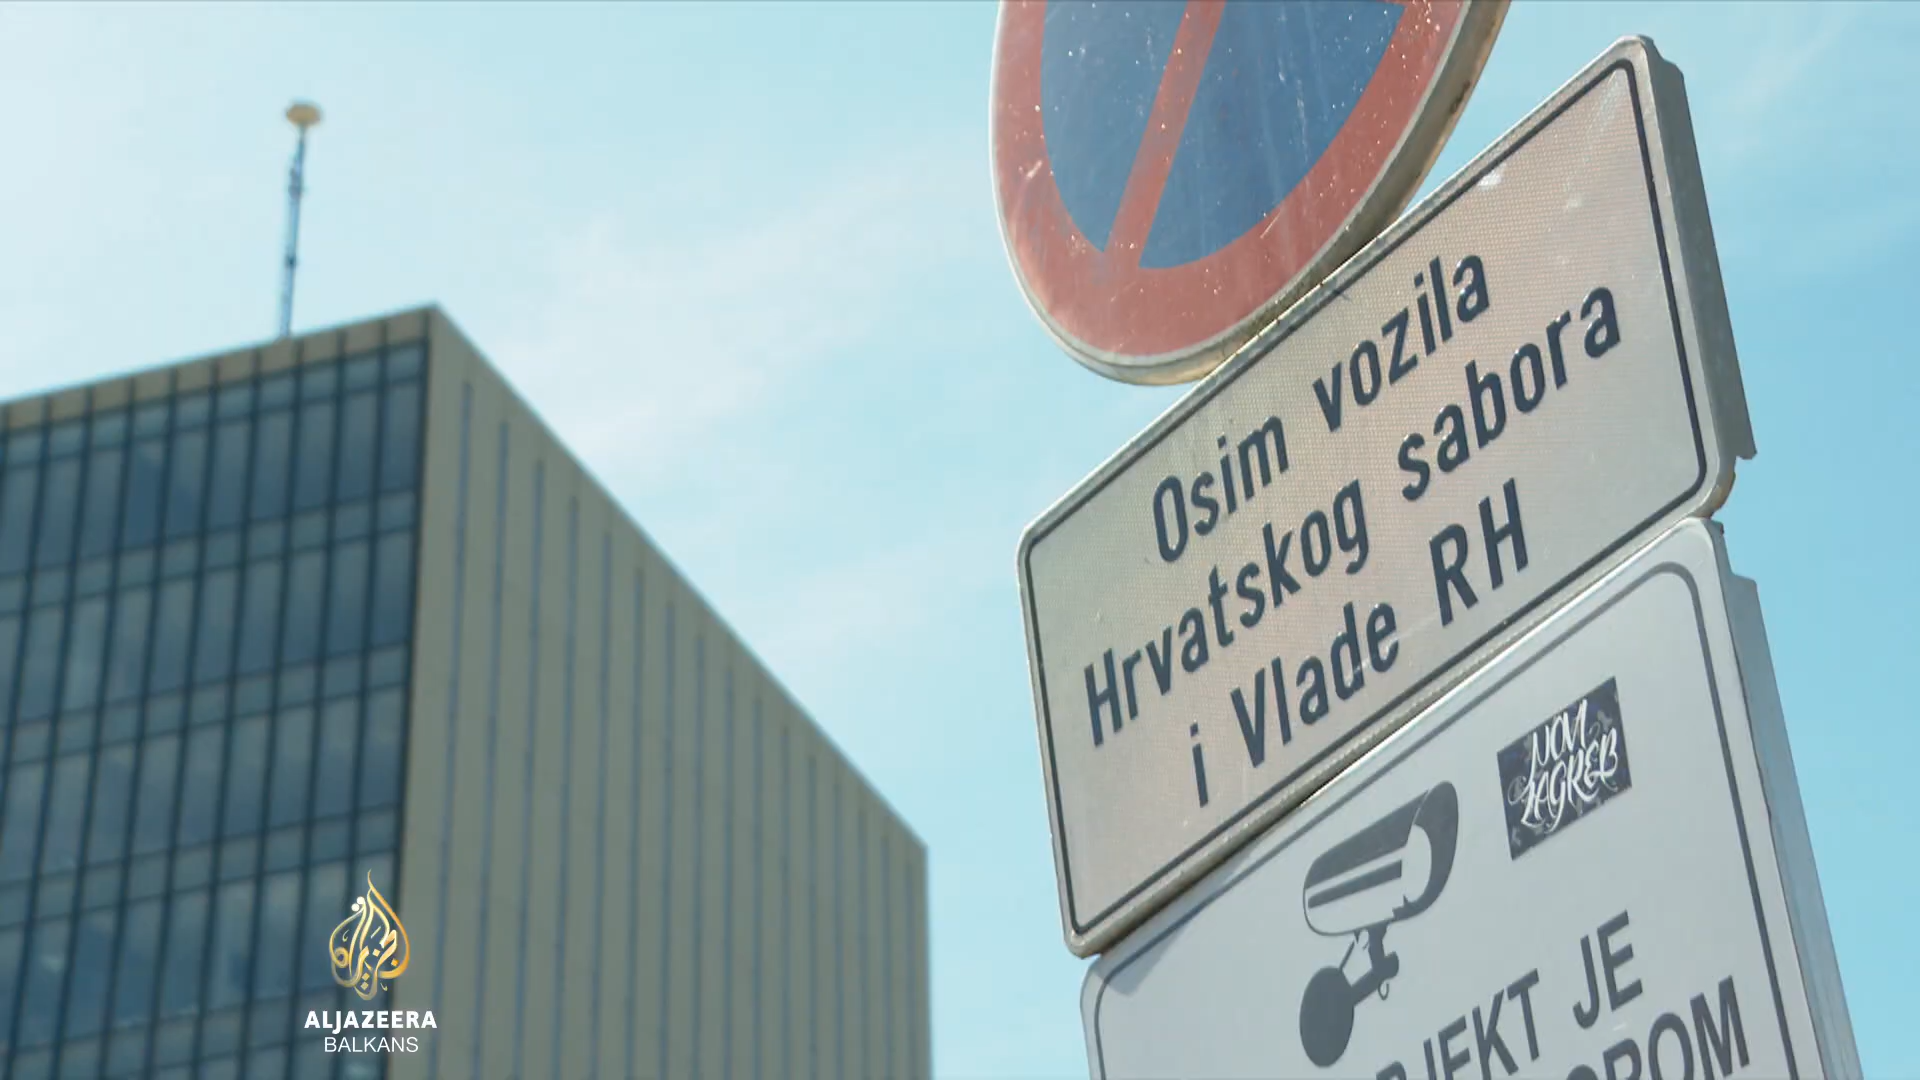 Osim vozila
Hrvatskog sabora
i Vlade RH
NOVI
ZAGREB
JE
ALJAZEERA
BALKANS